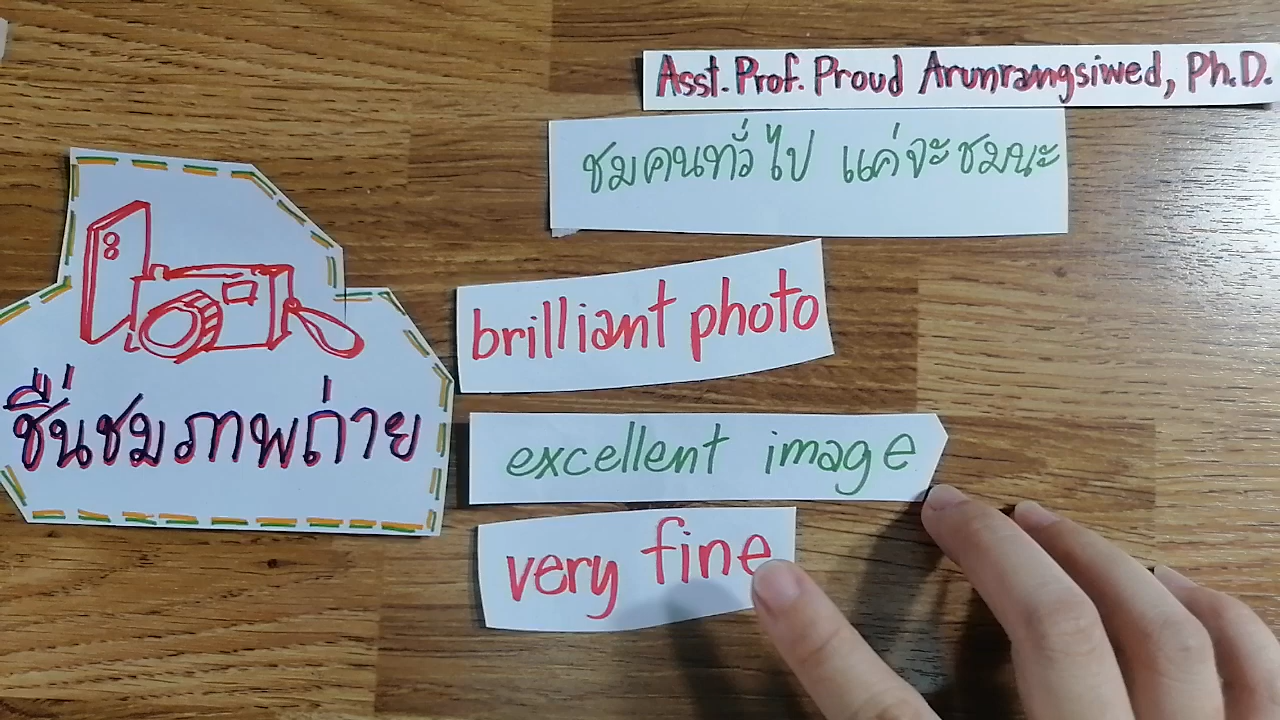 Asst. Prof. Proud Arunrangsiwed, Ph.D.
ชมคนทั่วไป แค่จะชมนะ
ชื่นชมภาพถ่าย
brilliant photo
excellent image
very fine